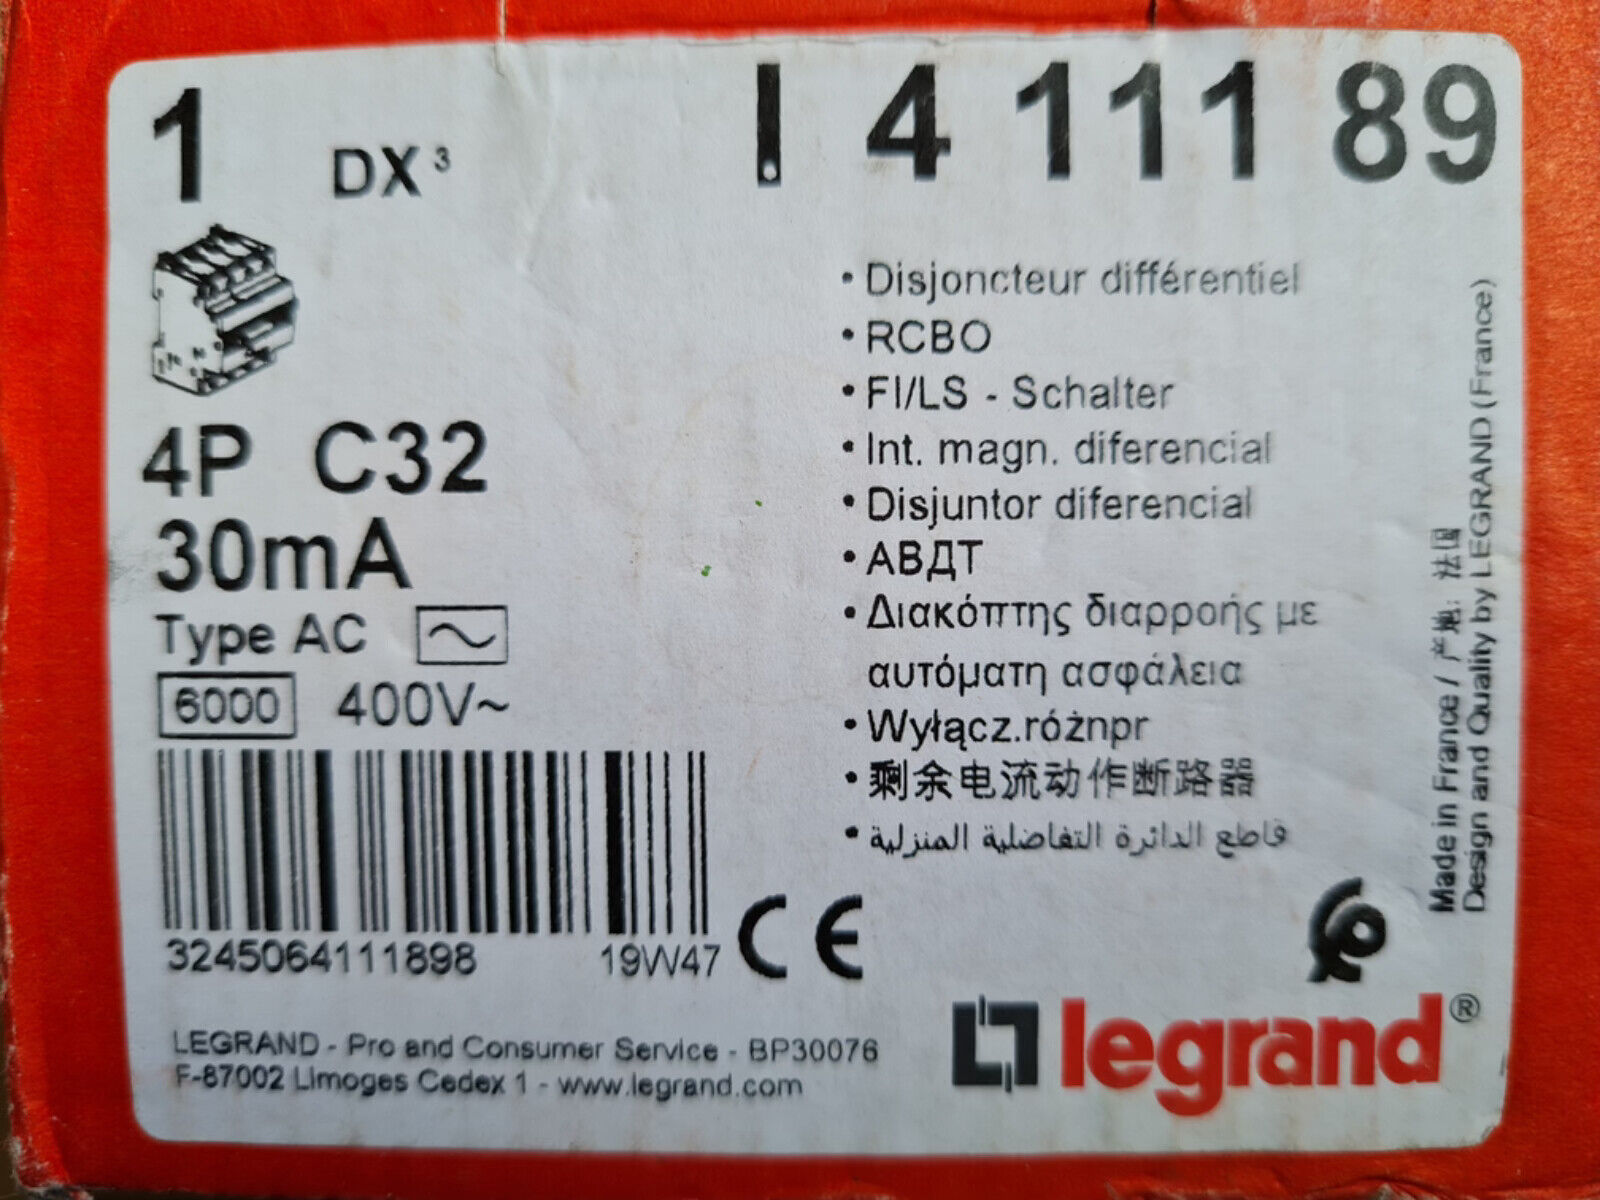 1 DX³ 4 111 89
4P C32
30mA
Type AC
6000 400V~
3245064111898 19W47
CE
• Disjoncteur différentiel
• RCBO
• FI/LS - Schalter
• Int. magn. diferencial
• Disjuntor diferencial
• АВДТ
• Διακόπτης διαρροής με
αυτόματη ασφάλεια
• Wyłącz.różnpr
• 剩余电流动作断路器
• قاطع الدائرة التفاضلية المنزلية
Made in France / 产地: 法国
Design and Quality by LEGRAND (France)
LEGRAND - Pro and Consumer Service - BP30076
F-87002 Limoges Cedex 1 - www.legrand.com
legrand®